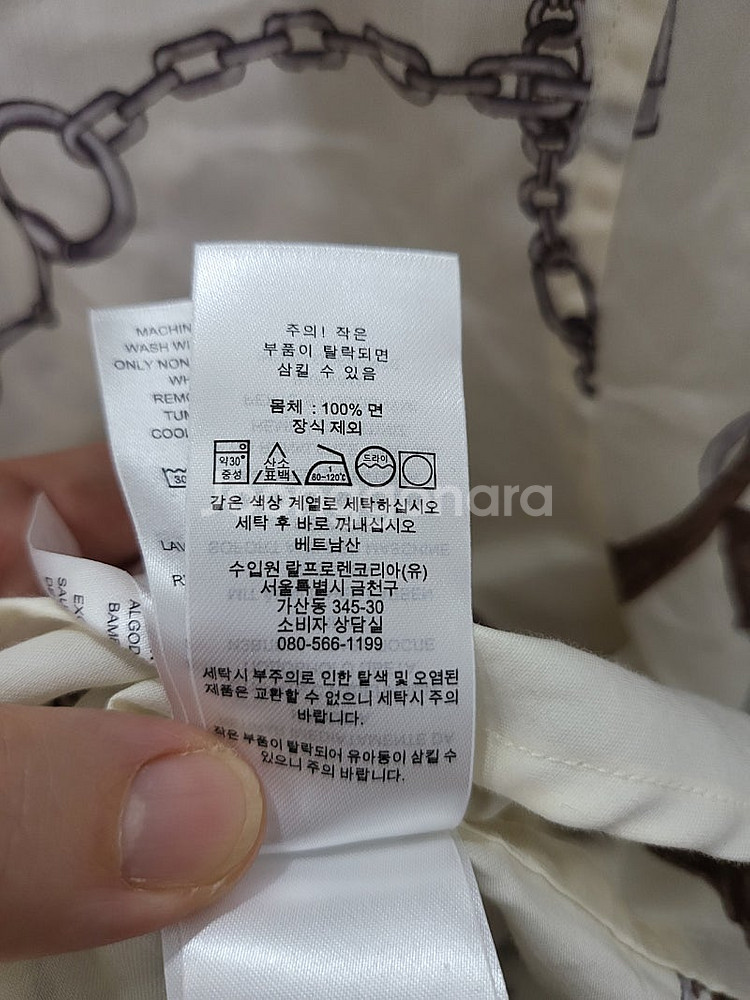 주의! 작은
부품이 탈락되면
삼킬 수 있음
몸체 : 100% 면
장식 제외
약30°
중성
산소
표백
1
80~120℃
드라이
같은 색상 계열로 세탁하십시오
세탁 후 바로 꺼내십시오
베트남산
수입원 랄프로렌코리아(유)
서울특별시 금천구
가산동 345-30
소비자 상담실
080-566-1199
세탁시 부주의로 인한 탈색 및 오염된
제품은 교환할 수 없으니 세탁시 주의
바랍니다.
작은 부품이 탈락되어 유아동이 삼킬 수
있으니 주의 바랍니다.
MACHIN
WASH WI
ONLY NON
WH
REMO
TUM
COOL
30
LAV
ALGOD
BAM
EXC